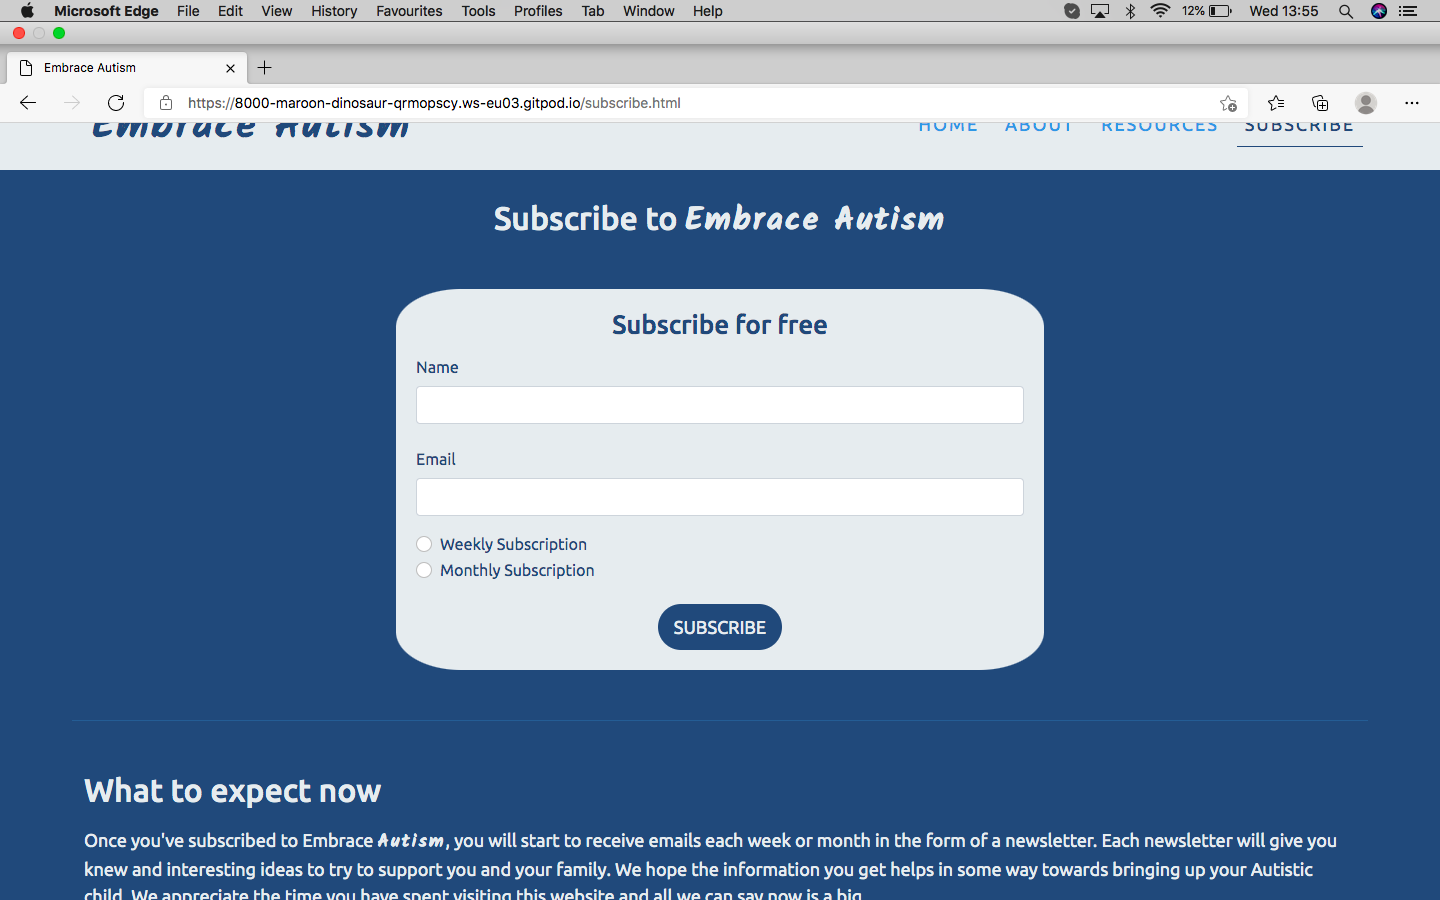 Microsoft Edge File Edit View History Favourites Tools Profiles Tab Window Help 12% Wed 13:55
Embrace Autism
https://8000-maroon-dinosaur-qrmopscy.ws-eu03.gitpod.io/subscribe.html
Embrace Autism HOME ABOUT RESOURCES SUBSCRIBE
Subscribe to Embrace Autism
Subscribe for free
Name
Email
Weekly Subscription
Monthly Subscription
SUBSCRIBE
What to expect now
Once you've subscribed to Embrace Autism, you will start to receive emails each week or month in the form of a newsletter. Each newsletter will give you
knew and interesting ideas to try to support you and your family. We hope the information you get helps in some way towards bringing up your Autistic
child. We appreciate the time you have spent visiting this website and all we can say now is a big